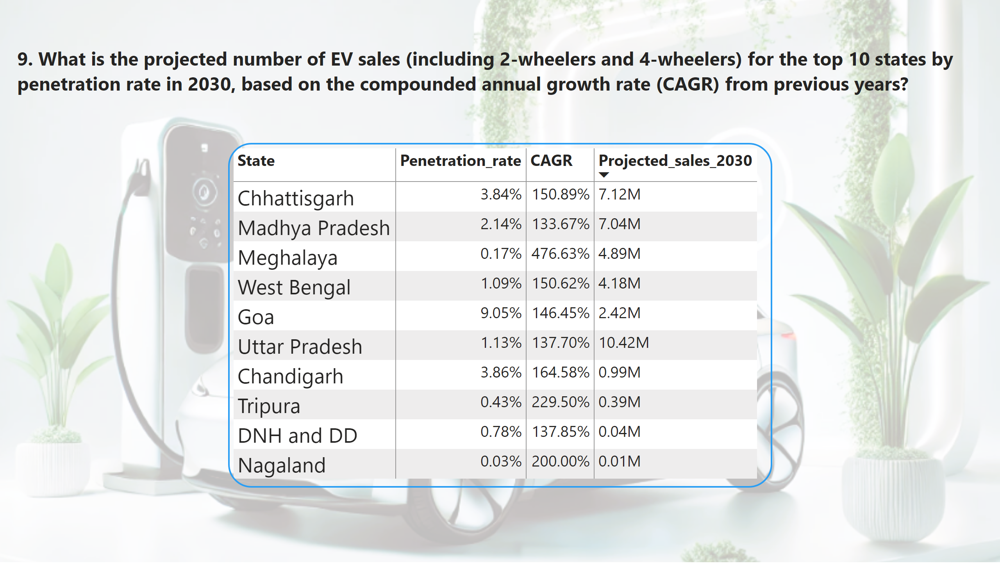 9. What is the projected number of EV sales (including 2-wheelers and 4-wheelers) for the top 10 states by
penetration rate in 2030, based on the compounded annual growth rate (CAGR) from previous years?
State Penetration_rate CAGR Projected_sales_2030
Chhattisgarh 3.84% 150.89% 7.12M
Madhya Pradesh 2.14% 133.67% 7.04M
Meghalaya 0.17% 476.63% 4.89M
West Bengal 1.09% 150.62% 4.18M
Goa 9.05% 146.45% 2.42M
Uttar Pradesh 1.13% 137.70% 10.42M
Chandigarh 3.86% 164.58% 0.99M
Tripura 0.43% 229.50% 0.39M
DNH and DD 0.78% 137.85% 0.04M
Nagaland 0.03% 200.00% 0.01M